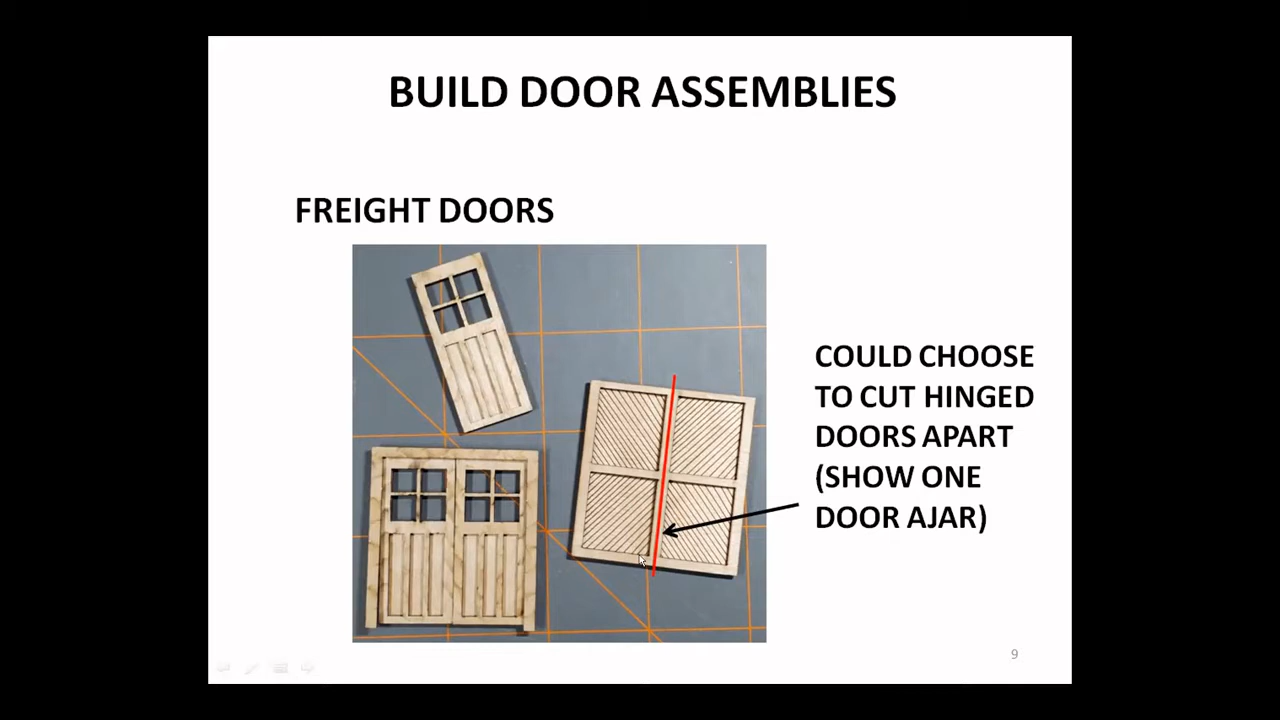 BUILD DOOR ASSEMBLIES
FREIGHT DOORS
COULD CHOOSE
TO CUT HINGED
DOORS APART
(SHOW ONE
DOOR AJAR)
9